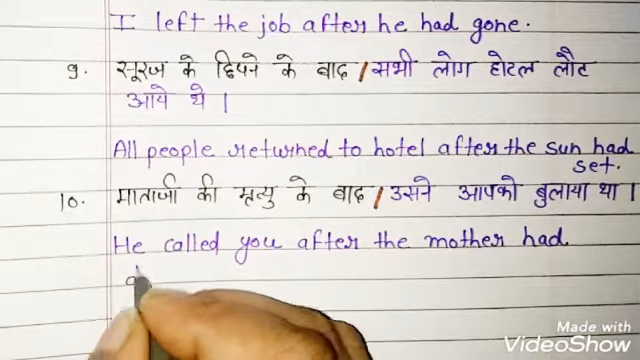 I left the job after he had gone.
9. सूरज के छिपने के बाद / सभी लोग होटल लौट
आये थे |
All people returned to hotel after the sun had
set.
10. माताजी की मृत्यु के बाद / उसने आपको बुलाया था |
He called you after the mother had
Made with
VideoShow